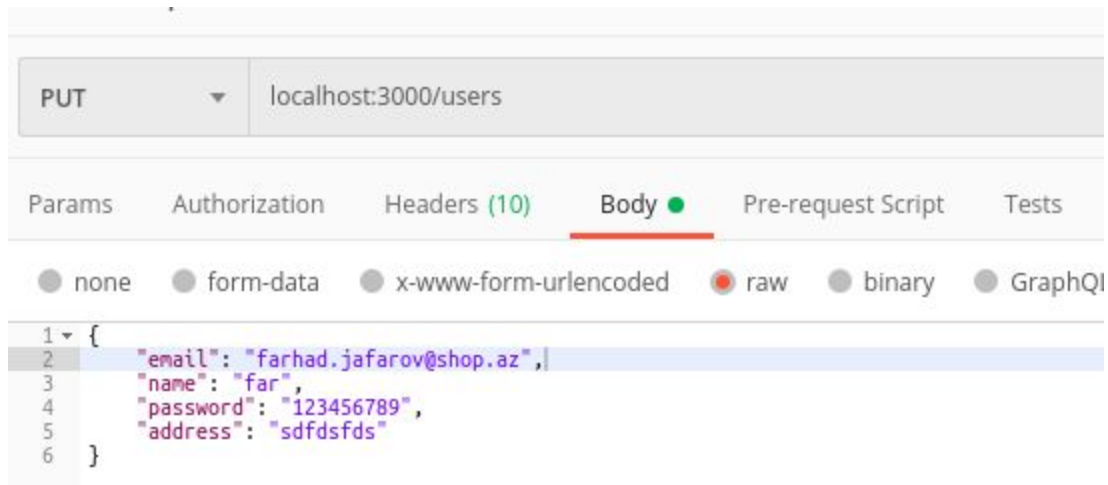 PUT localhost:3000/users
Params Authorization Headers (10) Body Pre-request Script Tests
none form-data x-www-form-urlencoded raw binary GraphQL
1 {
2 "email": "farhad.jafarov@shop.az",
3 "name": "far",
4 "password": "123456789",
5 "address": "sdfdsfds"
6 }